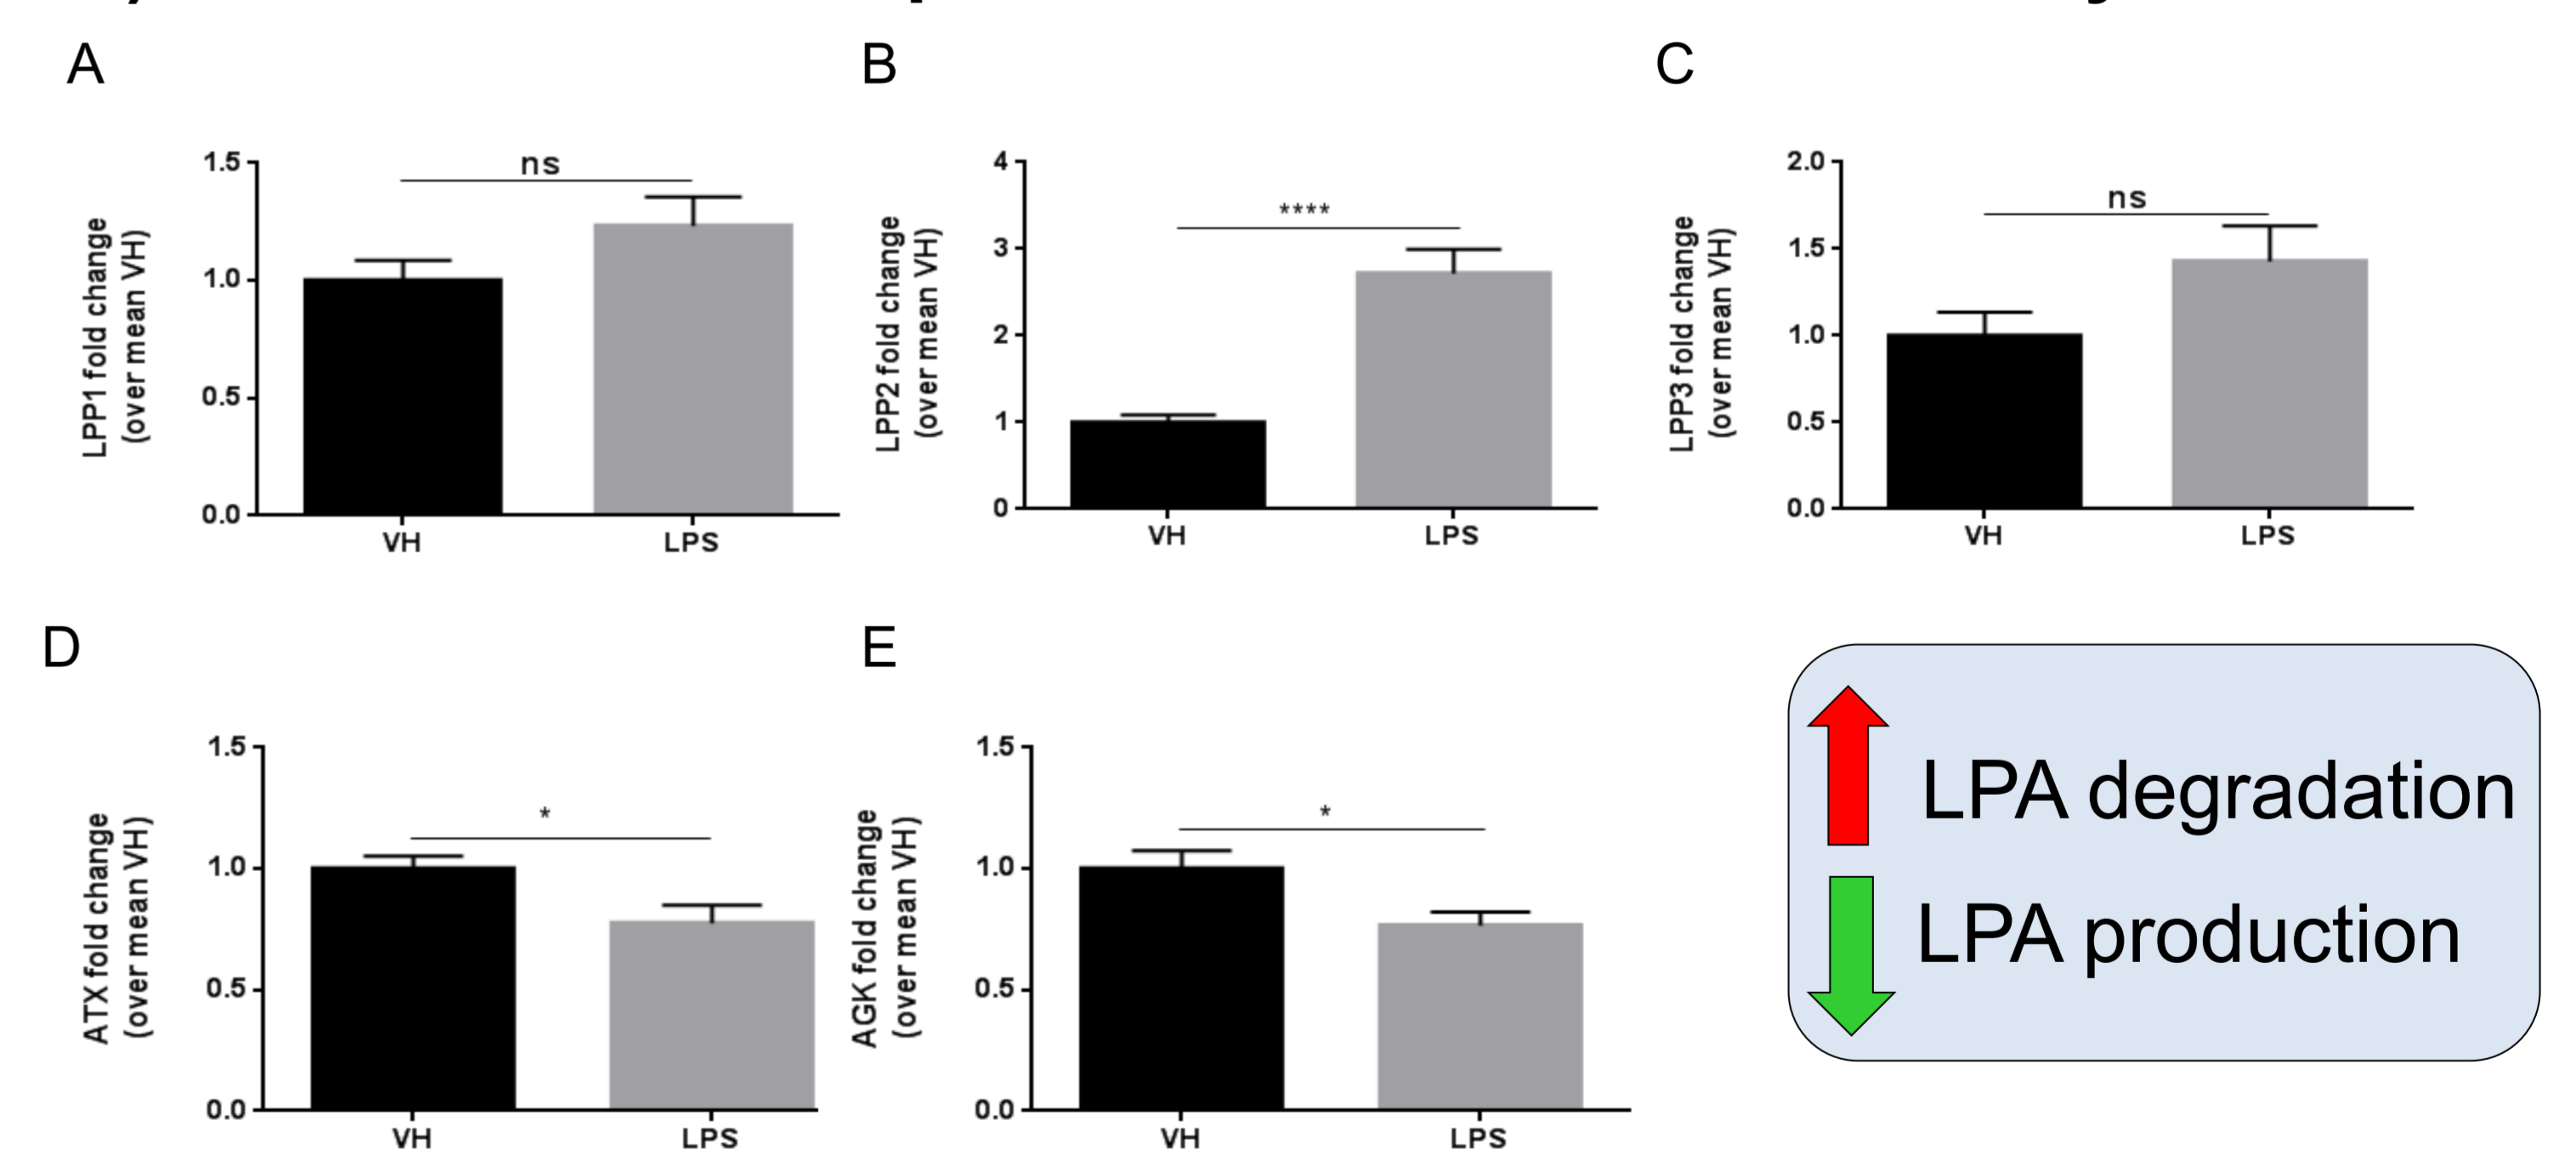 A
B
C
LPP1 fold change
(over mean VH)
1.5
1.0
0.5
0.0
ns
VH
LPS
LPP2 fold change
(over mean VH)
4
3
2
1
0
****
VH
LPS
LPP3 fold change
(over mean VH)
2.0
1.5
1.0
0.5
0.0
ns
VH
LPS
D
E
ATX fold change
(over mean VH)
1.5
1.0
0.5
0.0
*
VH
LPS
AGK fold change
(over mean VH)
1.5
1.0
0.5
0.0
*
VH
LPS
LPA degradation
LPA production